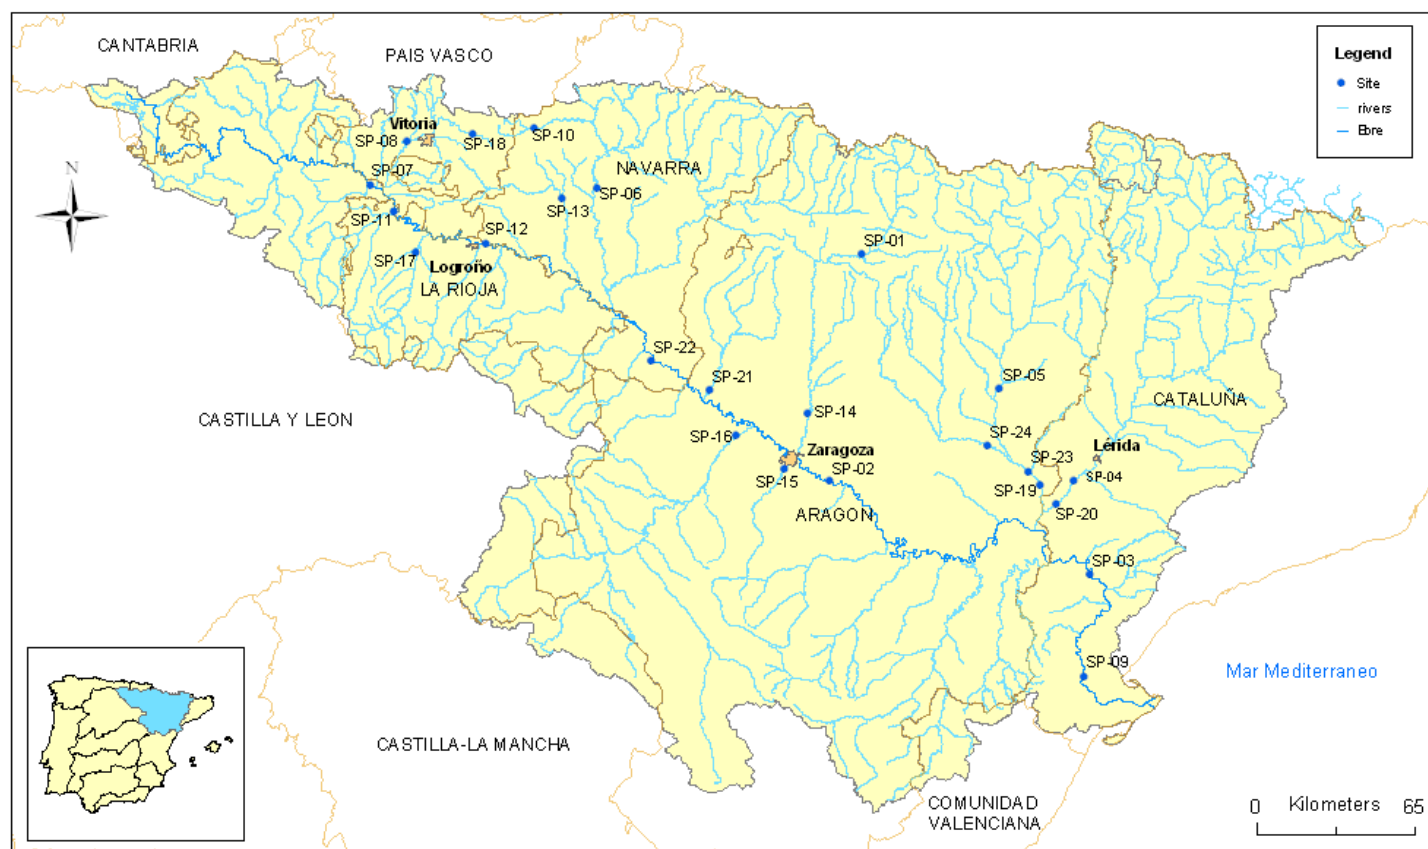 CANTABRIA
PAIS VASCO
Legend
Site
rivers
Ebre
Vitoria
SP-08
SP-18
SP-10
N
NAVARRA
SP-07
SP-06
SP-13
SP-11
SP-12
SP-01
SP-17
Logroño
LA RIOJA
SP-22
SP-21
SP-05
CATALUÑA
CASTILLA Y LEON
SP-14
SP-16
SP-24
Lérida
Zaragoza
SP-23
SP-02
SP-15
SP-04
SP-19
ARAGON
SP-20
SP-03
SP-09
Mar Mediterraneo
CASTILLA-LA MANCHA
COMUNIDAD
VALENCIANA
0 Kilometers 65